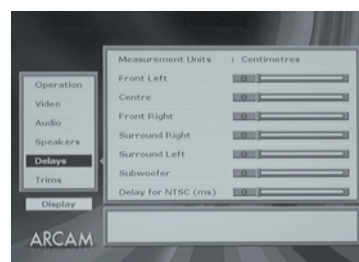 Operation
Video
Audio
Speakers
Delays
Trims
Display
Measurement Units : Centimetres
Front Left 0
Centre 0
Front Right 0
Surround Right 0
Surround Left 0
Subwoofer 0
Delay for NTSC (ms) 0
ARCAM